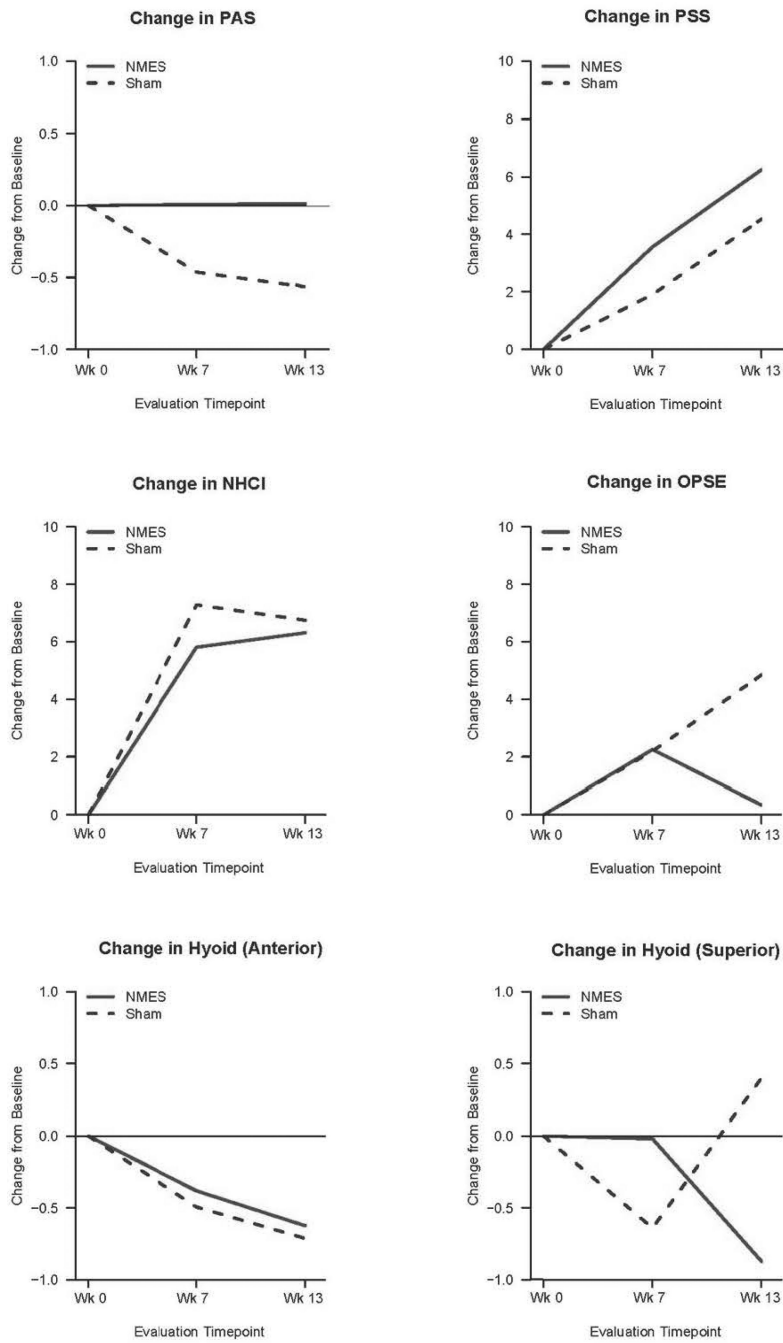 Change in PAS
1.0
0.5
0.0
−0.5
−1.0
NMES
Sham
Change from Baseline
Wk 0
Wk 7
Wk 13
Evaluation Timepoint
Change in PSS
10
8
6
4
2
0
NMES
Sham
Change from Baseline
Wk 0
Wk 7
Wk 13
Evaluation Timepoint
Change in NHCI
10
8
6
4
2
0
NMES
Sham
Change from Baseline
Wk 0
Wk 7
Wk 13
Evaluation Timepoint
Change in OPSE
10
8
6
4
2
0
NMES
Sham
Change from Baseline
Wk 0
Wk 7
Wk 13
Evaluation Timepoint
Change in Hyoid (Anterior)
1.0
0.5
0.0
−0.5
−1.0
NMES
Sham
Change from Baseline
Wk 0
Wk 7
Wk 13
Evaluation Timepoint
Change in Hyoid (Superior)
1.0
0.5
0.0
−0.5
−1.0
NMES
Sham
Change from Baseline
Wk 0
Wk 7
Wk 13
Evaluation Timepoint